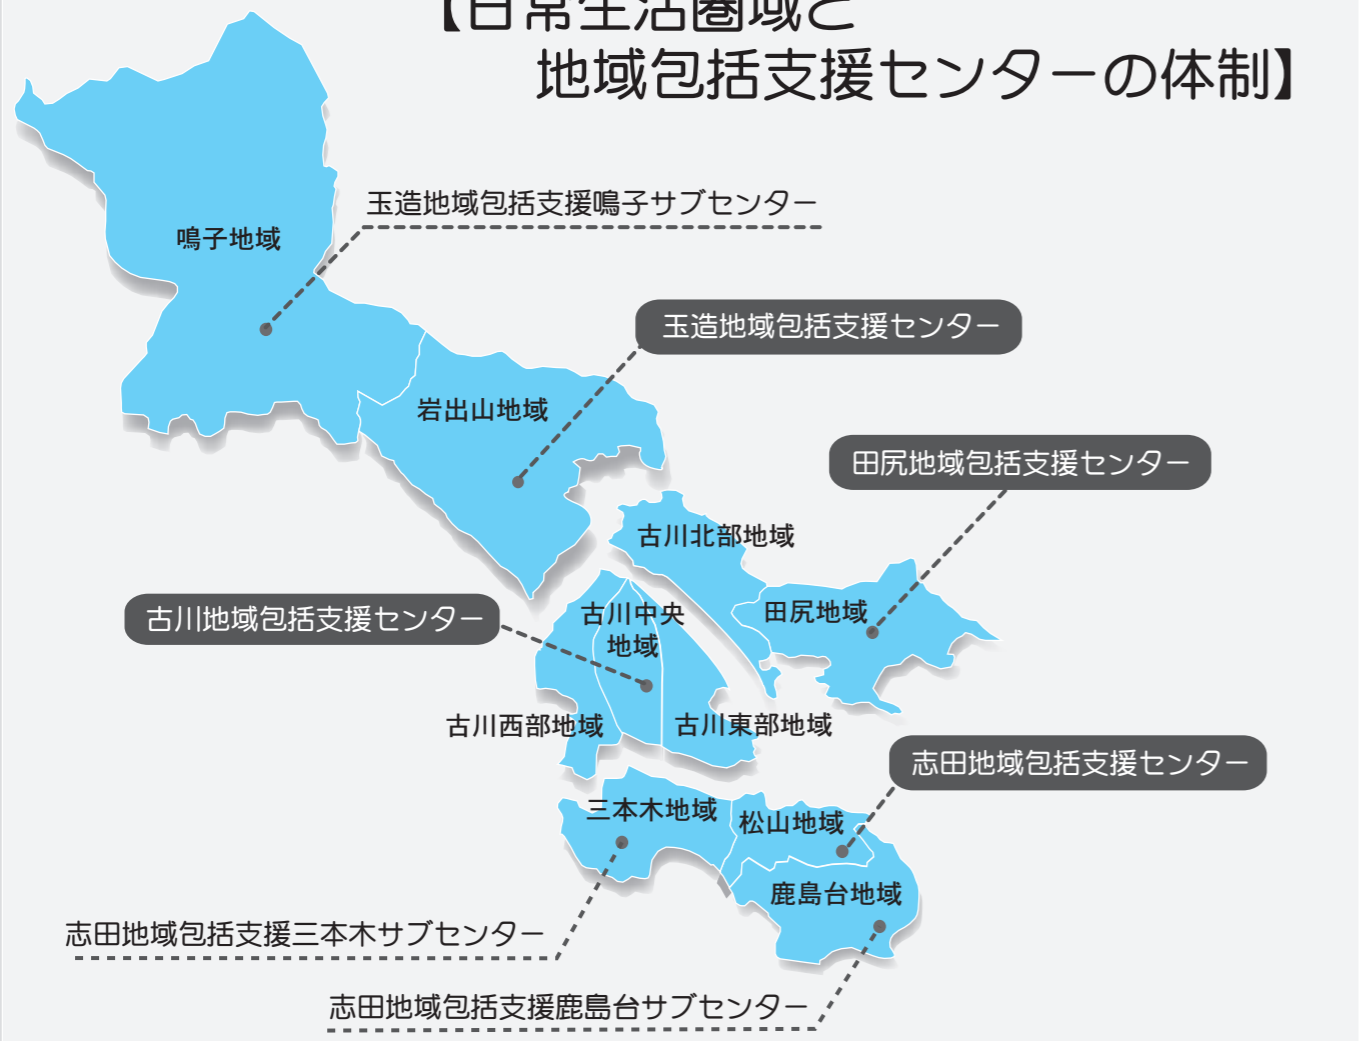 【日常生活圏域と
地域包括支援センターの体制】
玉造地域包括支援鳴子サブセンター
鳴子地域
玉造地域包括支援センター
岩出山地域
田尻地域包括支援センター
古川北部地域
古川地域包括支援センター
古川中央
地域
田尻地域
古川西部地域
古川東部地域
志田地域包括支援センター
三本木地域
松山地域
鹿島台地域
志田地域包括支援三本木サブセンター
志田地域包括支援鹿島台サブセンター